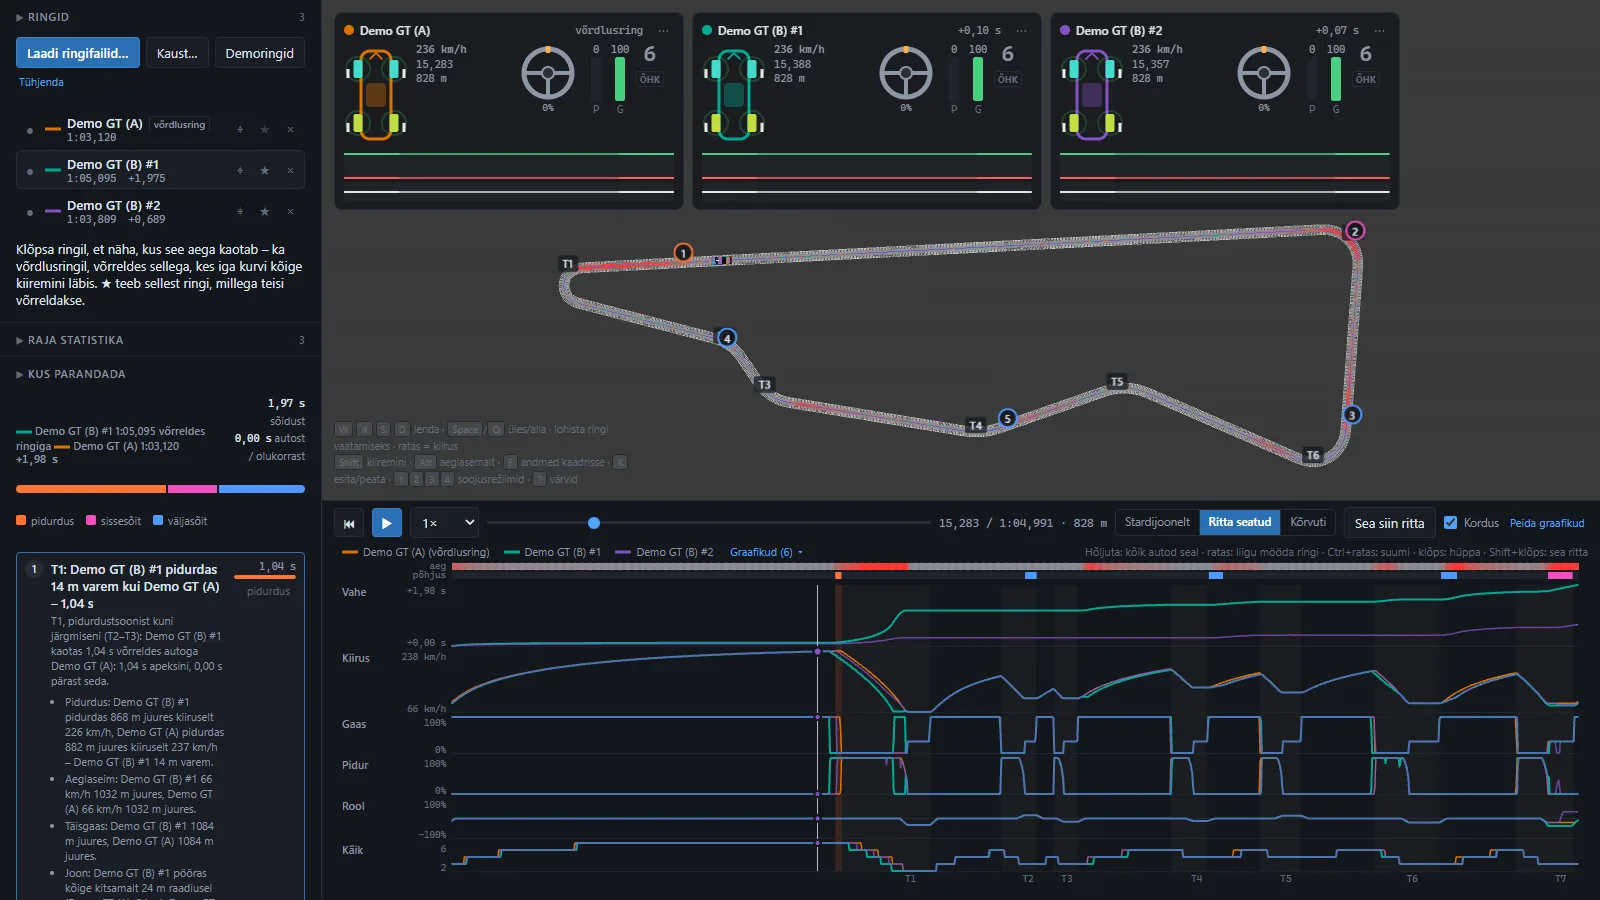 RINGID 3
Laadi ringifailid... Kaust... Demoringid
Tühjenda
Demo GT (A) võrdlusring
1:03,120
Demo GT (B) #1
1:05,095 +1,975
Demo GT (B) #2
1:03,809 +0,689
Klõpsa ringil, et näha, kus see aega kaotab – ka
võrdlusringil, võrreldes sellega, kes iga kurvi kõige
kiiremini läbis. ★ teeb sellest ringi, millega teisi
võrreldakse.
RAJA STATISTIKA 3
KUS PARANDADA
Demo GT (B) #1 1:05,095 võrreldes
ringiga Demo GT (A) 1:03,120
+1,98 s
1,97 s
sõidust
0,00 s autost
/ olukorrast
pidurdus sissesõit väljasõit
1 T1: Demo GT (B) #1 pidurdas
14 m varem kui Demo GT (A)
– 1,04 s
1,04 s
pidurdus
T1, pidurdustsoonist kuni
järgmiseni (T2–T3): Demo GT (B) #1
kaotas 1,04 s võrreldes autoga
Demo GT (A): 1,04 s apeksini, 0,00 s
pärast seda.
• Pidurdus: Demo GT (B) #1
pidurdas 868 m juures kiiruselt
226 km/h, Demo GT (A) pidurdas
882 m juures kiiruselt 237 km/h
– Demo GT (B) #1 14 m varem.
• Aeglaseim: Demo GT (B) #1 66
km/h 1032 m juures, Demo GT
(A) 66 km/h 1032 m juures.
• Täisgaas: Demo GT (B) #1 1084
m juures, Demo GT (A) 1084 m
juures.
• Joon: Demo GT (B) #1 pööras
kõige kitsamalt 24 m raadiusel
Demo GT (A) võrdlusring ···
236 km/h
15,283
828 m
0% 0 100 P G 6 ÕHK
Demo GT (B) #1 +0,10 s ···
236 km/h
15,388
828 m
0% 0 100 P G 6 ÕHK
Demo GT (B) #2 +0,07 s ···
236 km/h
15,357
828 m
0% 0 100 P G 6 ÕHK
T1 1 2 3 4 5 T3 T4 T5 T6
W A S D lenda · Space / Q üles/alla · lohista ringi
vaatamiseks · ratas = kiirus
Shift kiiremini · Alt aeglasemalt · F andmed kaadrisse · K
esita/peata · 1 2 3 4 soojusrežiimid · ? värvid
1× 15,283 / 1:04,991 · 828 m Stardijoonelt Ritta seatud Kõrvuti Sea siin ritta Kordus Peida graafikud
Demo GT (A) (võrdlusring) Demo GT (B) #1 Demo GT (B) #2 Graafikud (6)
Hõljuta: kõik autod seal · ratas: liigu mööda ringi · Ctrl+ratas: suumi · klõps: hüppa · Shift+klõps: sea ritta
aeg
põhjus
Vahe +1,98 s
+0,00 s
Kiirus 238 km/h
66 km/h
Gaas 100%
0%
Pidur 100%
0%
Rool 100%
−100%
Käik 6
2
T1 T2 T3 T4 T5 T6 T7